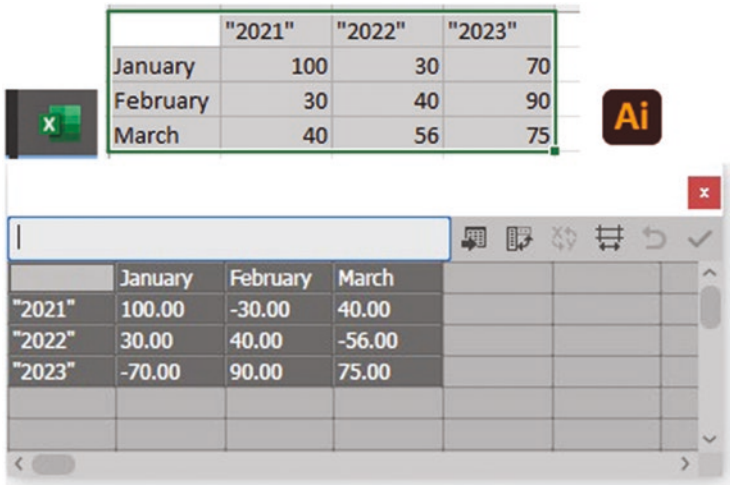 "2021" "2022" "2023"
January 100 30 70
February 30 40 90
March 40 56 75
X
Ai
x
January February March
"2021" 100.00 -30.00 40.00
"2022" 30.00 40.00 -56.00
"2023" -70.00 90.00 75.00